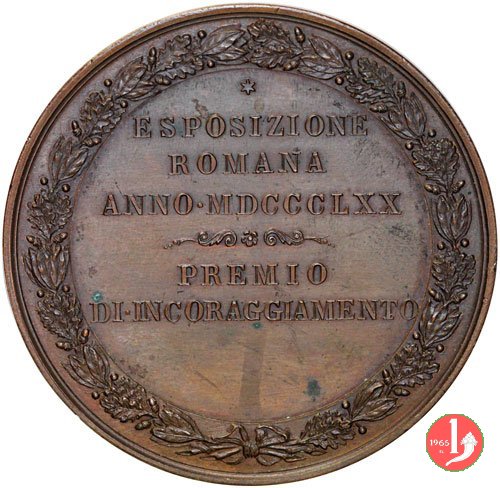 ESPOSIZIONE
ROMANA
ANNO·MDCCCLXX
PREMIO
DI·INCORAGGIAMENTO
1965